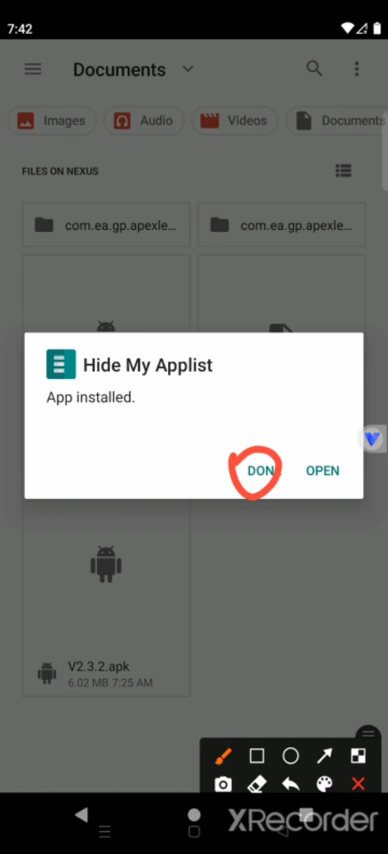 7:42
Documents
Images
Audio
Videos
Documents
FILES ON NEXUS
com.ea.gp.apexle...
com.ea.gp.apexle...
Hide My Applist
App installed.
DON
OPEN
V2.3.2.apk
6.02 MB 7:25 AM
XRecorder